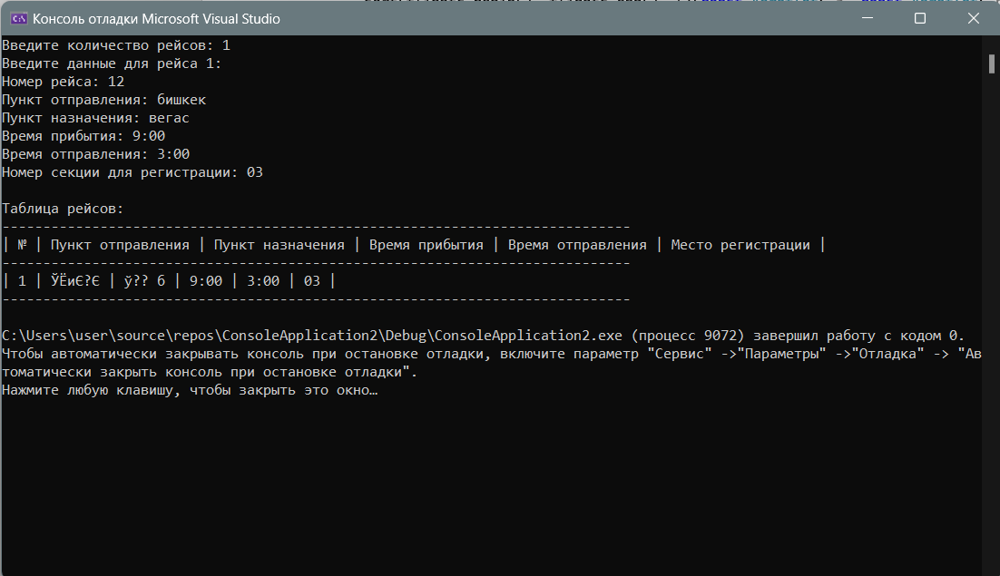 Консоль отладки Microsoft Visual Studio
Введите количество рейсов: 1
Введите данные для рейса 1:
Номер рейса: 12
Пункт отправления: бишкек
Пункт назначения: вегас
Время прибытия: 9:00
Время отправления: 3:00
Номер секции для регистрации: 03
Таблица рейсов:
-----------------------------------------------------------------------------
| № | Пункт отправления | Пункт назначения | Время прибытия | Время отправления | Место регистрации |
-----------------------------------------------------------------------------
| 1 | ЎЁиЄ?Є | ў?? б | 9:00 | 3:00 | 03 |
-----------------------------------------------------------------------------
C:\Users\user\source\repos\ConsoleApplication2\Debug\ConsoleApplication2.exe (процесс 9072) завершил работу с кодом 0.
Чтобы автоматически закрывать консоль при остановке отладки, включите параметр "Сервис" ->"Параметры" ->"Отладка" -> "Ав
томатически закрыть консоль при остановке отладки".
Нажмите любую клавишу, чтобы закрыть это окно…